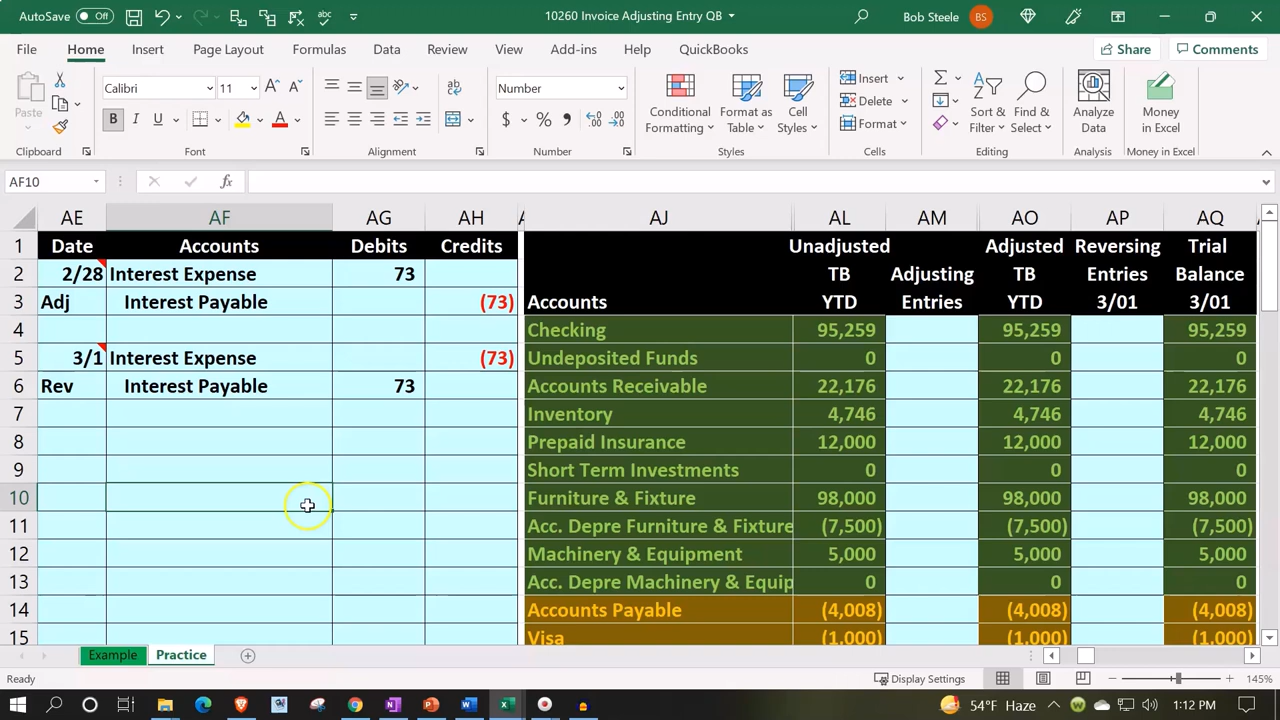 AutoSave Off 10260 Invoice Adjusting Entry QB Bob Steele BS
File Home Insert Page Layout Formulas Data Review View Add-ins Help QuickBooks Share Comments
Paste Calibri 11 A A Number Conditional Formatting Format as Table Cell Styles Insert Delete Format Sort & Filter Find & Select Analyze Data Money in Excel
B I U A $ %
Clipboard Font Alignment Number Styles Cells Editing Analysis Money in Excel
AF10 fx
AE AF AG AH AJ AL AM AO AP AQ
1 Date Accounts Debits Credits Unadjusted Adjusted Reversing Trial
2 2/28 Interest Expense 73 TB Adjusting TB Entries Balance
3 Adj Interest Payable (73) Accounts YTD Entries YTD 3/01 3/01
4 Checking 95,259 95,259 95,259
5 3/1 Interest Expense (73) Undeposited Funds 0 0 0
6 Rev Interest Payable 73 Accounts Receivable 22,176 22,176 22,176
7 Inventory 4,746 4,746 4,746
8 Prepaid Insurance 12,000 12,000 12,000
9 Short Term Investments 0 0 0
10 Furniture & Fixture 98,000 98,000 98,000
11 Acc. Depre Furniture & Fixture (7,500) (7,500) (7,500)
12 Machinery & Equipment 5,000 5,000 5,000
13 Acc. Depre Machinery & Equip 0 0 0
14 Accounts Payable (4,008) (4,008) (4,008)
15 Visa (1,000) (1,000) (1,000)
Example Practice
Ready Display Settings 145%
54°F Haze 1:12 PM